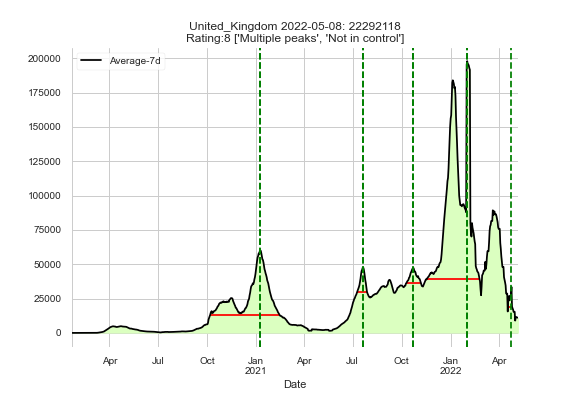 United_Kingdom 2022-05-08: 22292118
Rating:8 ['Multiple peaks', 'Not in control']
Average-7d
200000
175000
150000
125000
100000
75000
50000
25000
0
Apr Jul Oct Jan Apr Jul Oct Jan Apr
2021 2022
Date